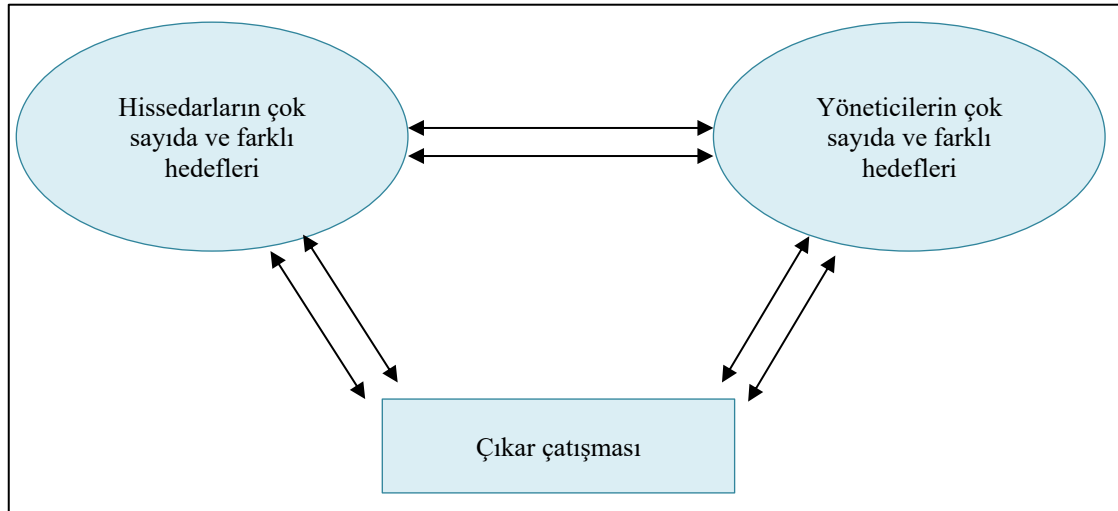 Hissedarların çok
sayıda ve farklı
hedefleri
Yöneticilerin çok
sayıda ve farklı
hedefleri
Çıkar çatışması